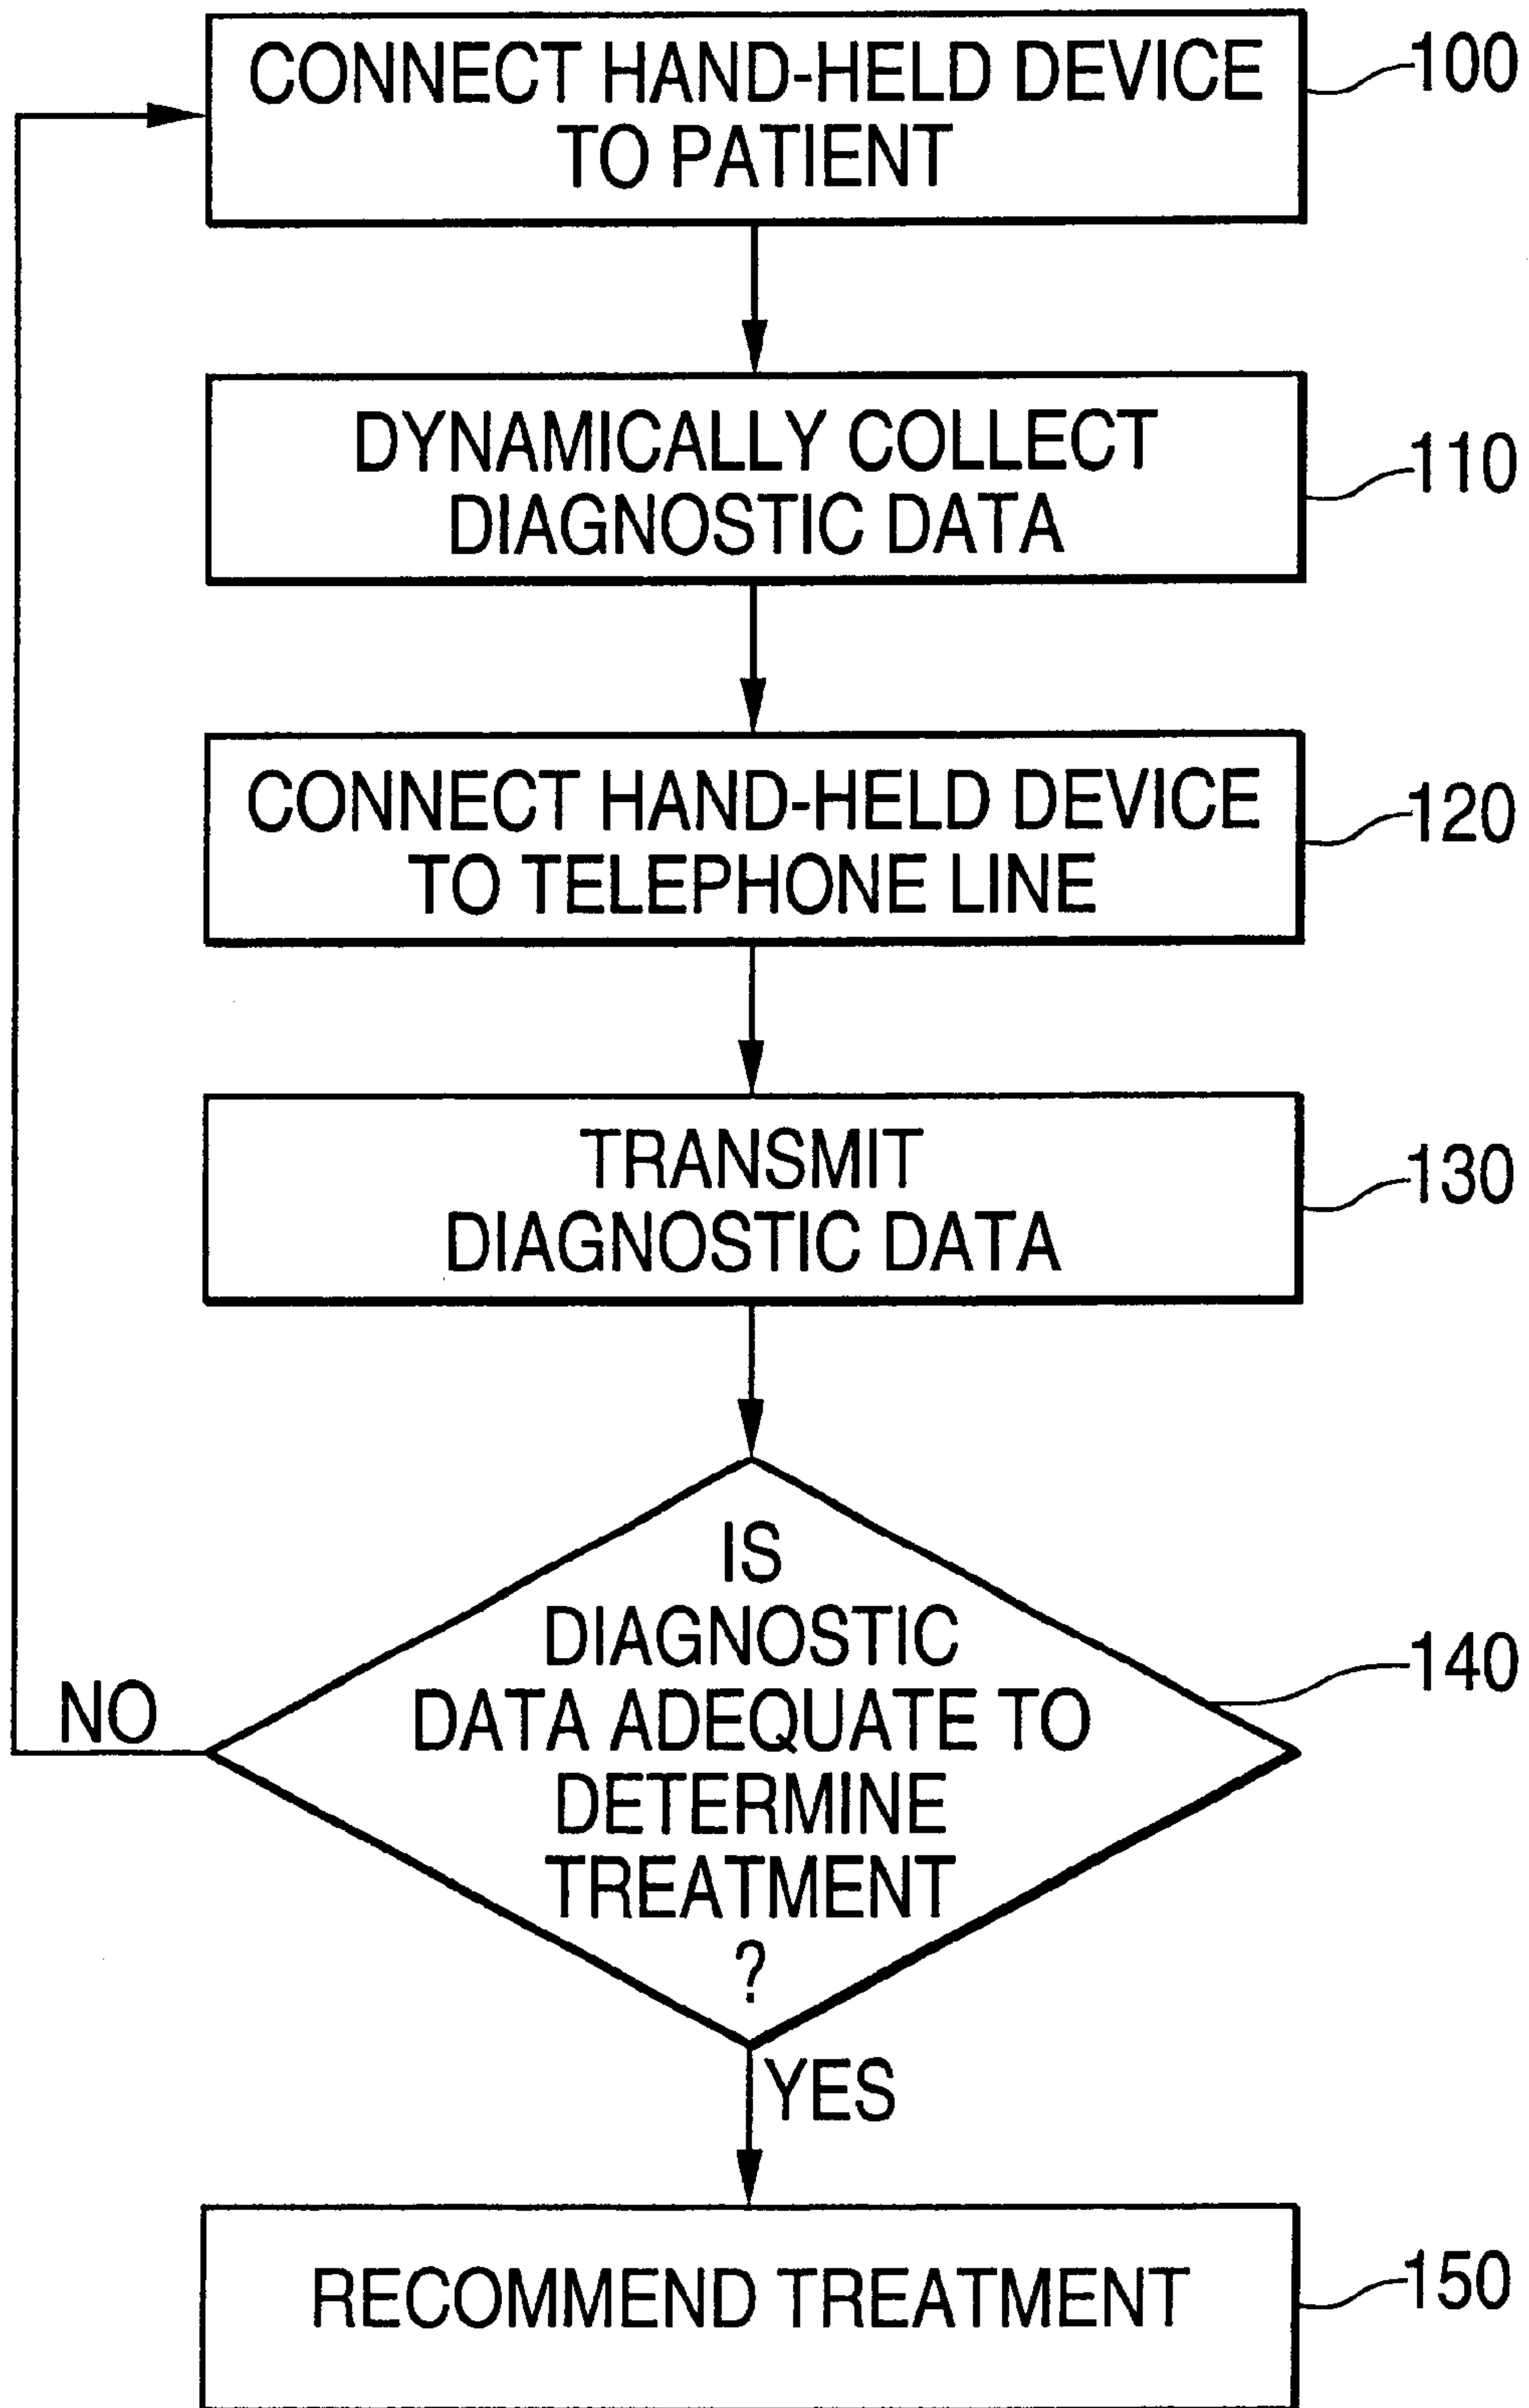 CONNECT HAND-HELD DEVICE
TO PATIENT
100
DYNAMICALLY COLLECT
DIAGNOSTIC DATA
110
CONNECT HAND-HELD DEVICE
TO TELEPHONE LINE
120
TRANSMIT
DIAGNOSTIC DATA
130
IS
DIAGNOSTIC
DATA ADEQUATE TO
DETERMINE
TREATMENT
?
140
NO
YES
RECOMMEND TREATMENT
150